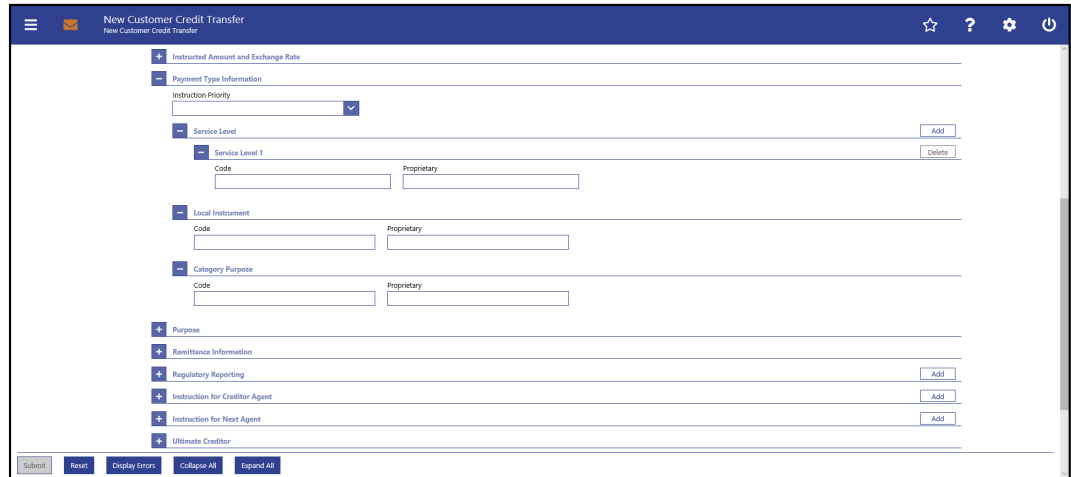 New Customer Credit Transfer
New Customer Credit Transfer
Instructed Amount and Exchange Rate
Payment Type Information
Instruction Priority
Service Level Add
Service Level 1 Delete
Code Proprietary
Local Instrument
Code Proprietary
Category Purpose
Code Proprietary
Purpose
Remittance Information
Regulatory Reporting Add
Instruction for Creditor Agent Add
Instruction for Next Agent Add
Ultimate Creditor
Submit Reset Display Errors Collapse All Expand All